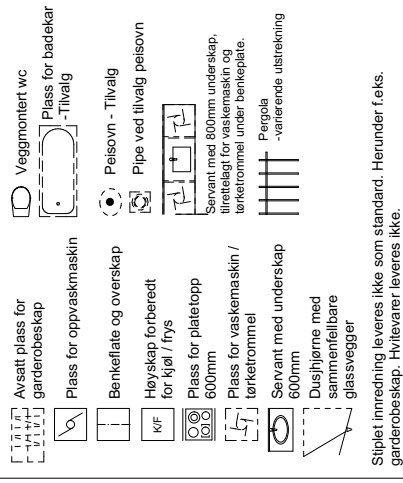 Avsatt plass for
garderobeskap
Plass for oppvaskmaskin
Benkeflate og overskap
K/F
Høyskap forberedt
for kjøl / frys
Plass for platetopp
600mm
Plass for vaskemaskin /
tørketrommel
Servant med underskap
600mm
Dusjhjørne med
sammenfellbare
glassvegger
Veggmontert wc
Plass for badekar
-Tilvalg
Peisovn - Tilvalg
Pipe ved tilvalg peisovn
Servant med 800mm underskap,
tilrettelagt for vaskemaskin og
tørketrommel under benkeplate.
Pergola
-varierende utstrekning
Stiplet innredning leveres ikke som standard. Herunder f.eks.
garderobeskap. Hvitevarer leveres ikke.